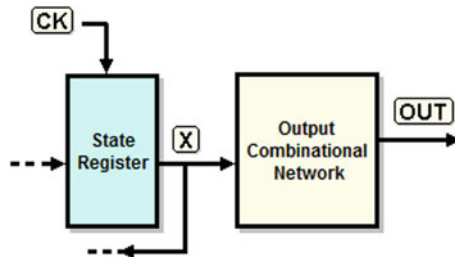 CK
State
Register
X
Output
Combinational
Network
OUT